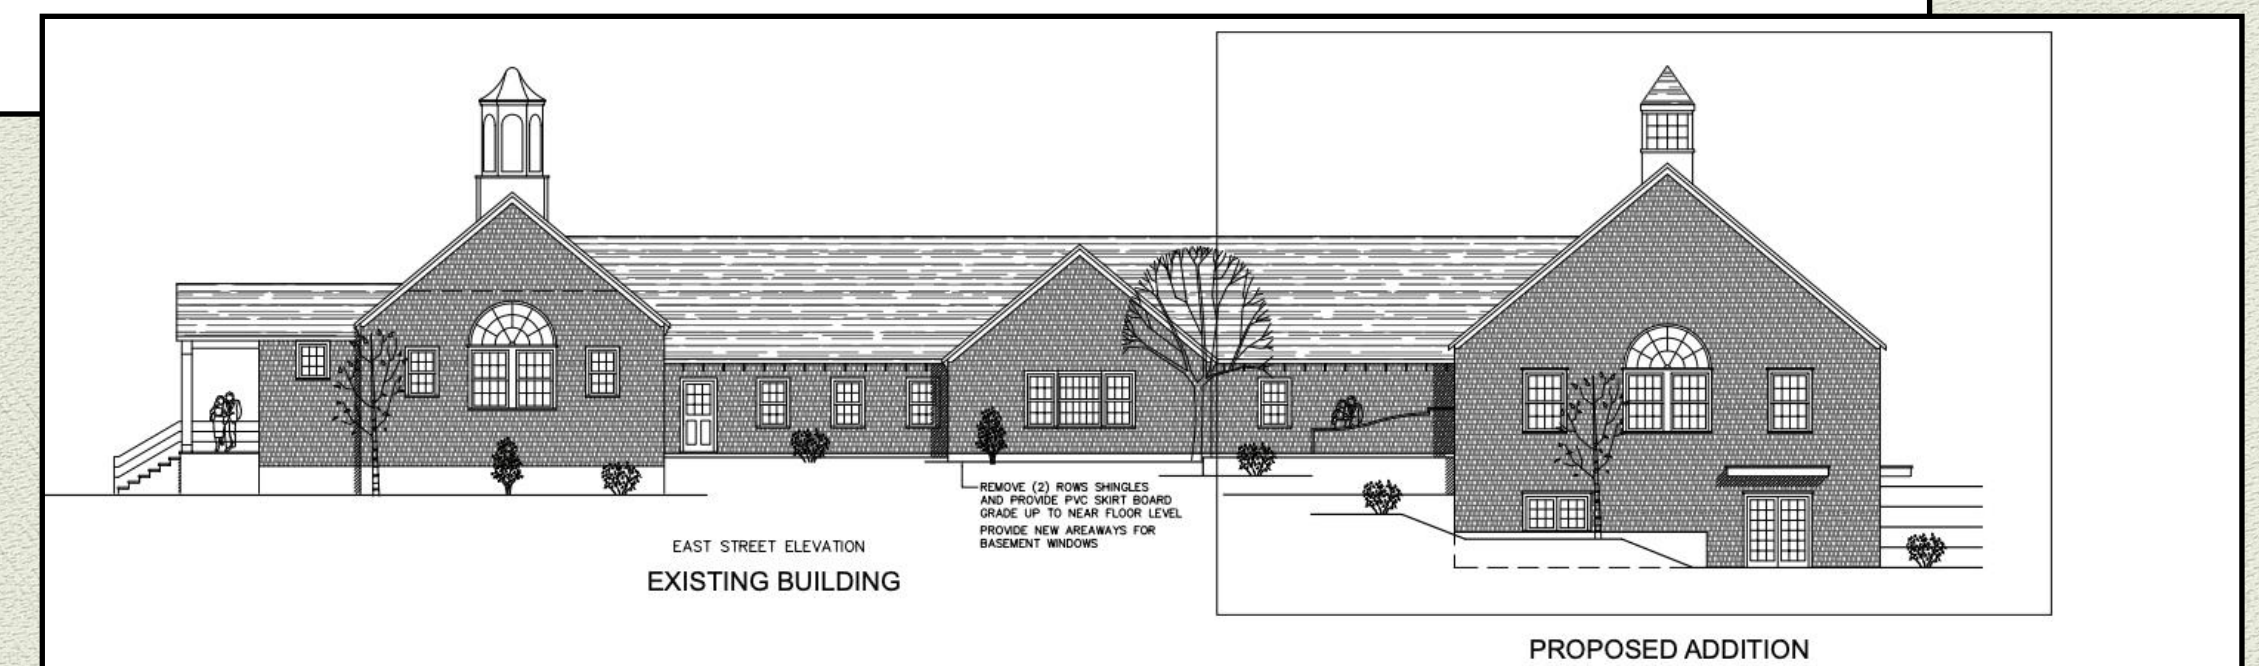 REMOVE (2) ROWS SHINGLES
AND PROVIDE PVC SKIRT BOARD
GRADE UP TO NEAR FLOOR LEVEL
PROVIDE NEW AREAWAYS FOR
BASEMENT WINDOWS
EAST STREET ELEVATION
EXISTING BUILDING
PROPOSED ADDITION